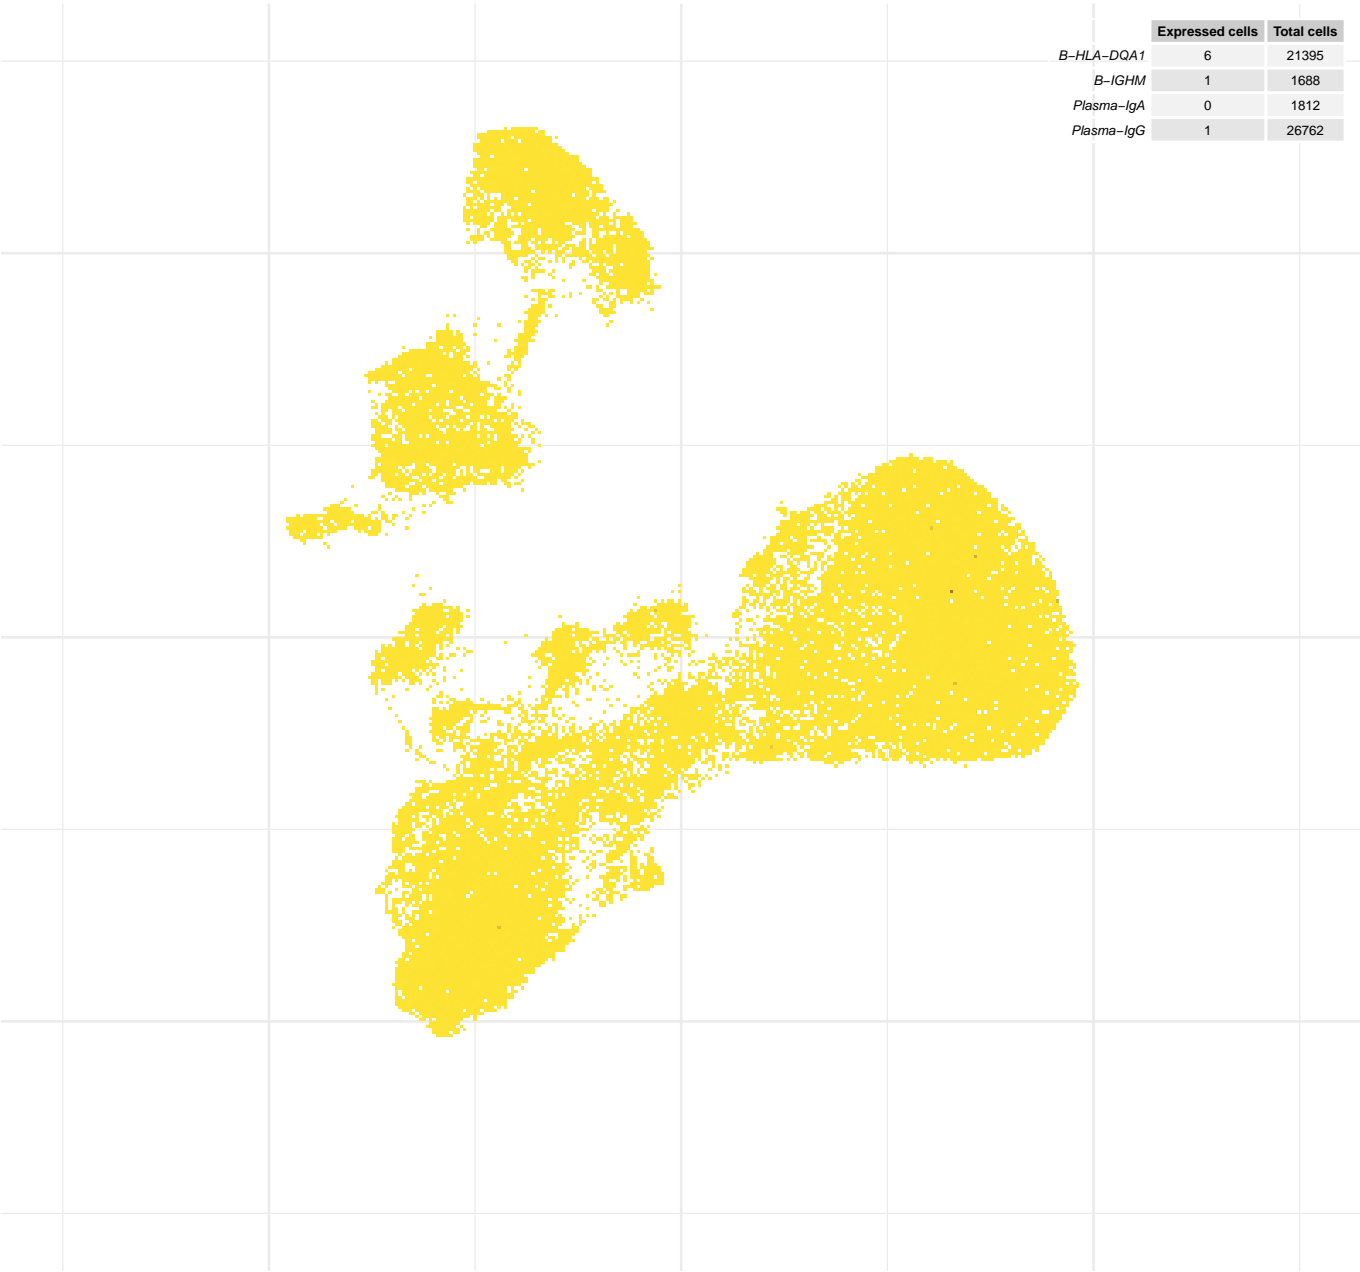 Expressed cells Total cells
B−HLA−DQA1 6 21395
B−IGHM 1 1688
Plasma−IgA 0 1812
Plasma−IgG 1 26762